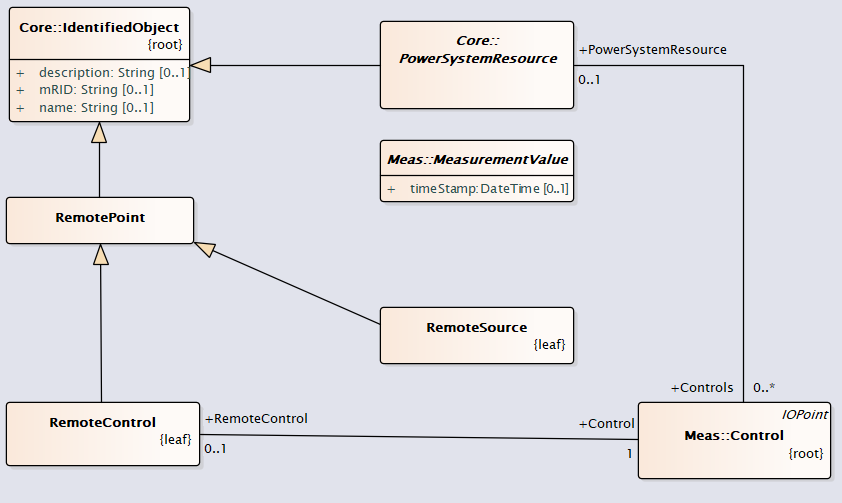 Core::IdentifiedObject
{root}
+ description: String [0..1]
+ mRID: String [0..1]
+ name: String [0..1]
Core::
PowerSystemResource
+PowerSystemResource
0..1
Meas::MeasurementValue
+ timeStamp:DateTime [0..1]
RemotePoint
RemoteSource
{leaf}
+Controls 0..*
RemoteControl
{leaf}
+RemoteControl
0..1
+Control
1
IOPoint
Meas::Control
{root}